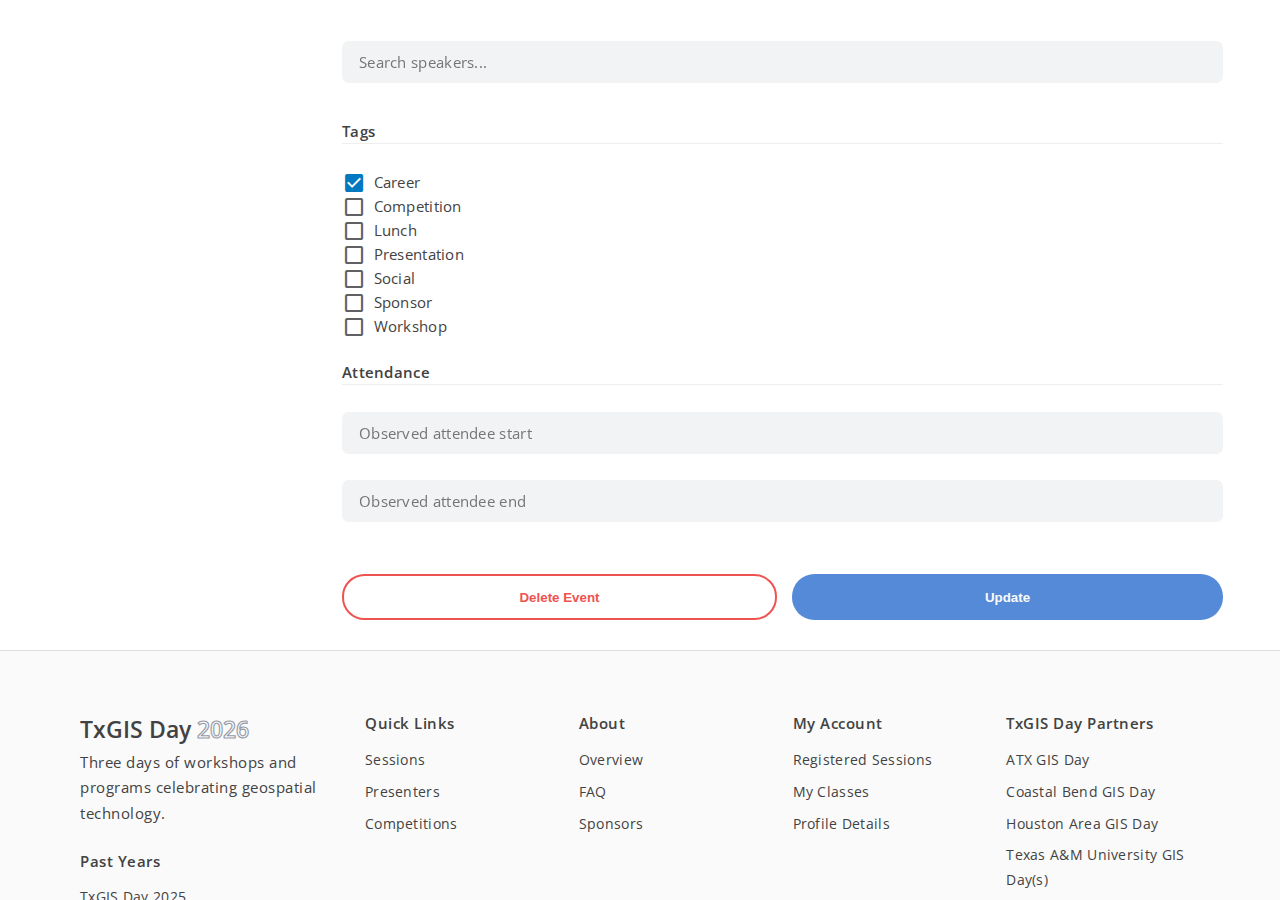 Search speakers...
Tags
Career
Competition
Lunch
Presentation
Social
Sponsor
Workshop
Attendance
Observed attendee start
Observed attendee end
Delete Event
Update
TxGIS Day 2026
Three days of workshops and
programs celebrating geospatial
technology.
Past Years
TxGIS Day 2025
Quick Links
Sessions
Presenters
Competitions
About
Overview
FAQ
Sponsors
My Account
Registered Sessions
My Classes
Profile Details
TxGIS Day Partners
ATX GIS Day
Coastal Bend GIS Day
Houston Area GIS Day
Texas A&M University GIS
Day(s)